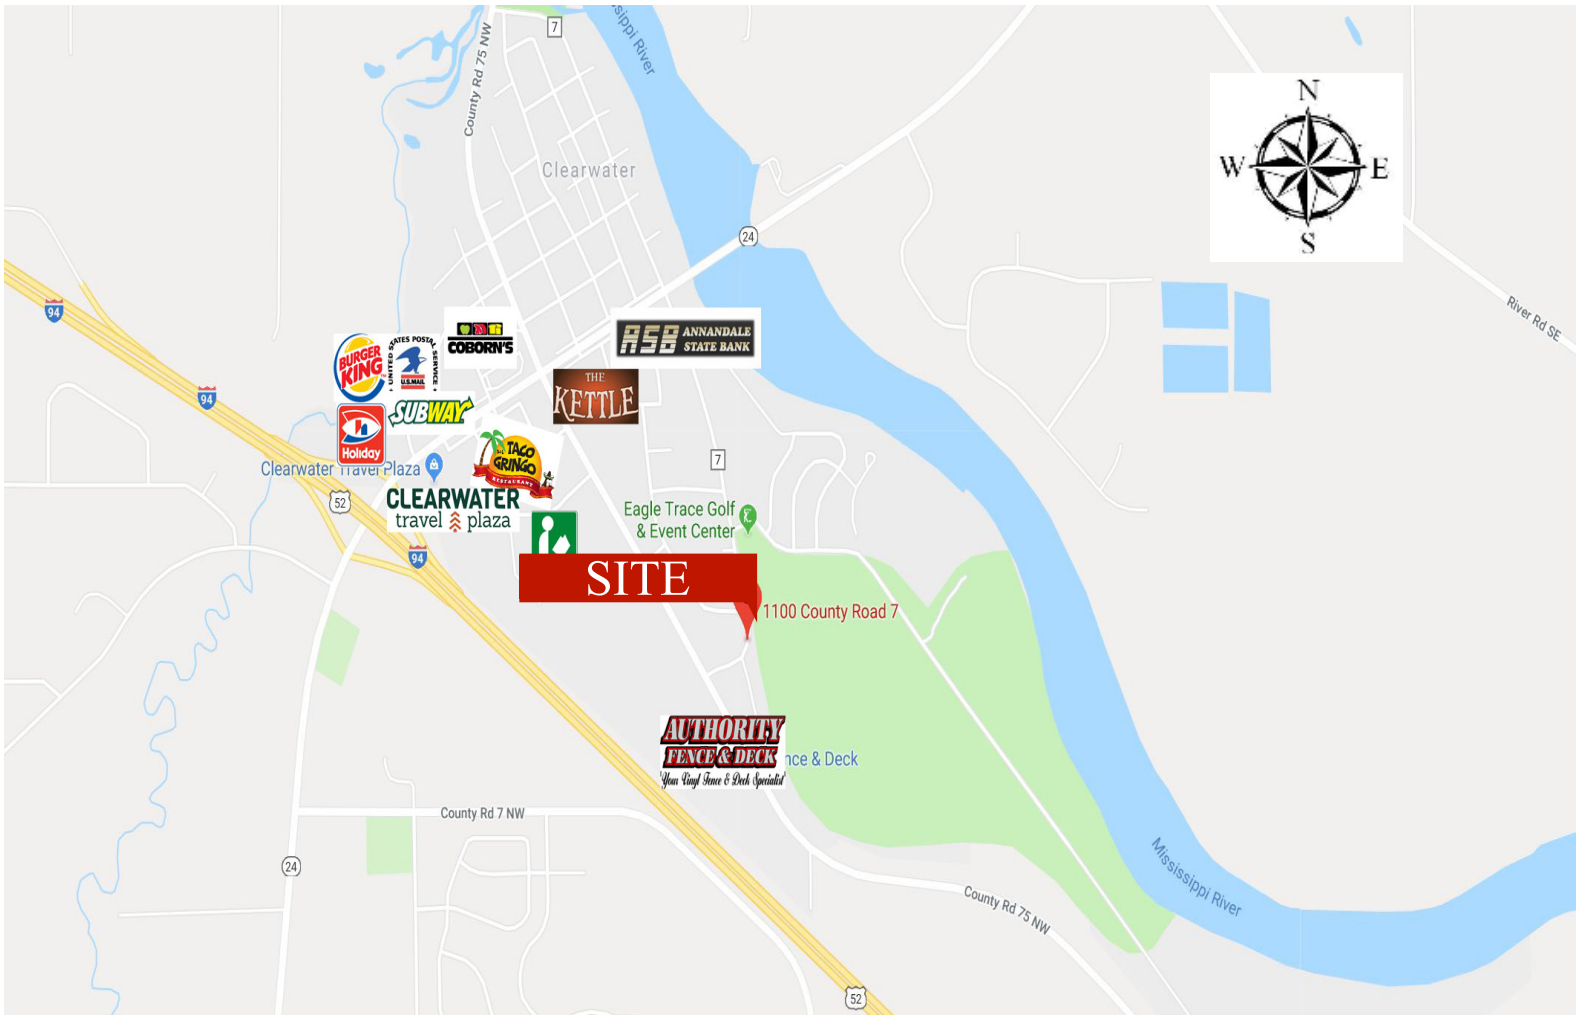 7
ssippi River
County Rd 75 NW
N
W
E
S
Clearwater
24
94
River Rd SE
BURGER
KING
UNITED STATES POSTAL SERVICE
U.S.MAIL
COBORN'S
ASB ANNANDALE
STATE BANK
THE
KETTLE
94
SUBWAY
Holiday
TACO
GRINGO
RESTAURANT
Clearwater Travel Plaza
7
52
CLEARWATER
travel plaza
Eagle Trace Golf
& Event Center
94
SITE
1100 County Road 7
AUTHORITY
FENCE & DECK
"Your Vinyl Fence & Deck Specialist"
nce & Deck
County Rd 7 NW
24
Mississippi River
County Rd 75 NW
52